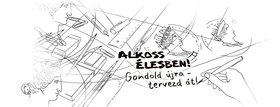 ALKOSS
ÉLESBEN!
Gondold újra -
tervezd át!